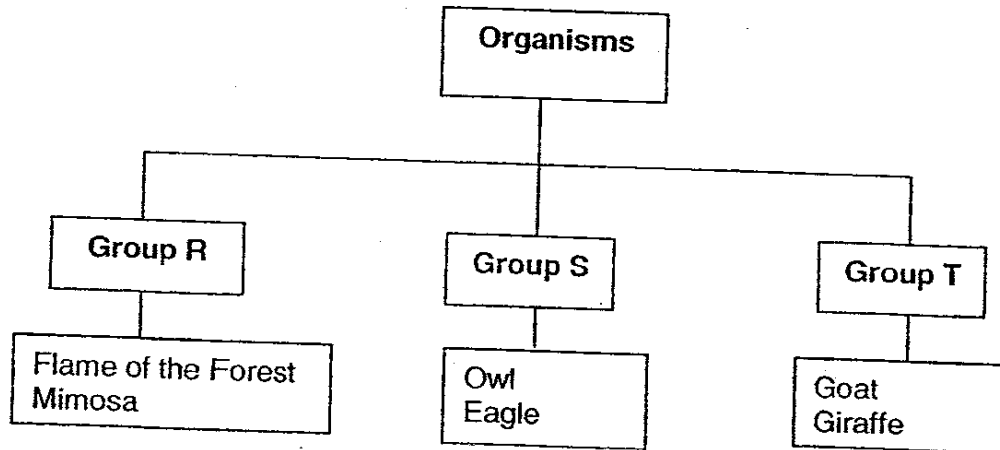 Organisms
Group R
Group S
Group T
Flame of the Forest
Mimosa
Owl
Eagle
Goat
Giraffe